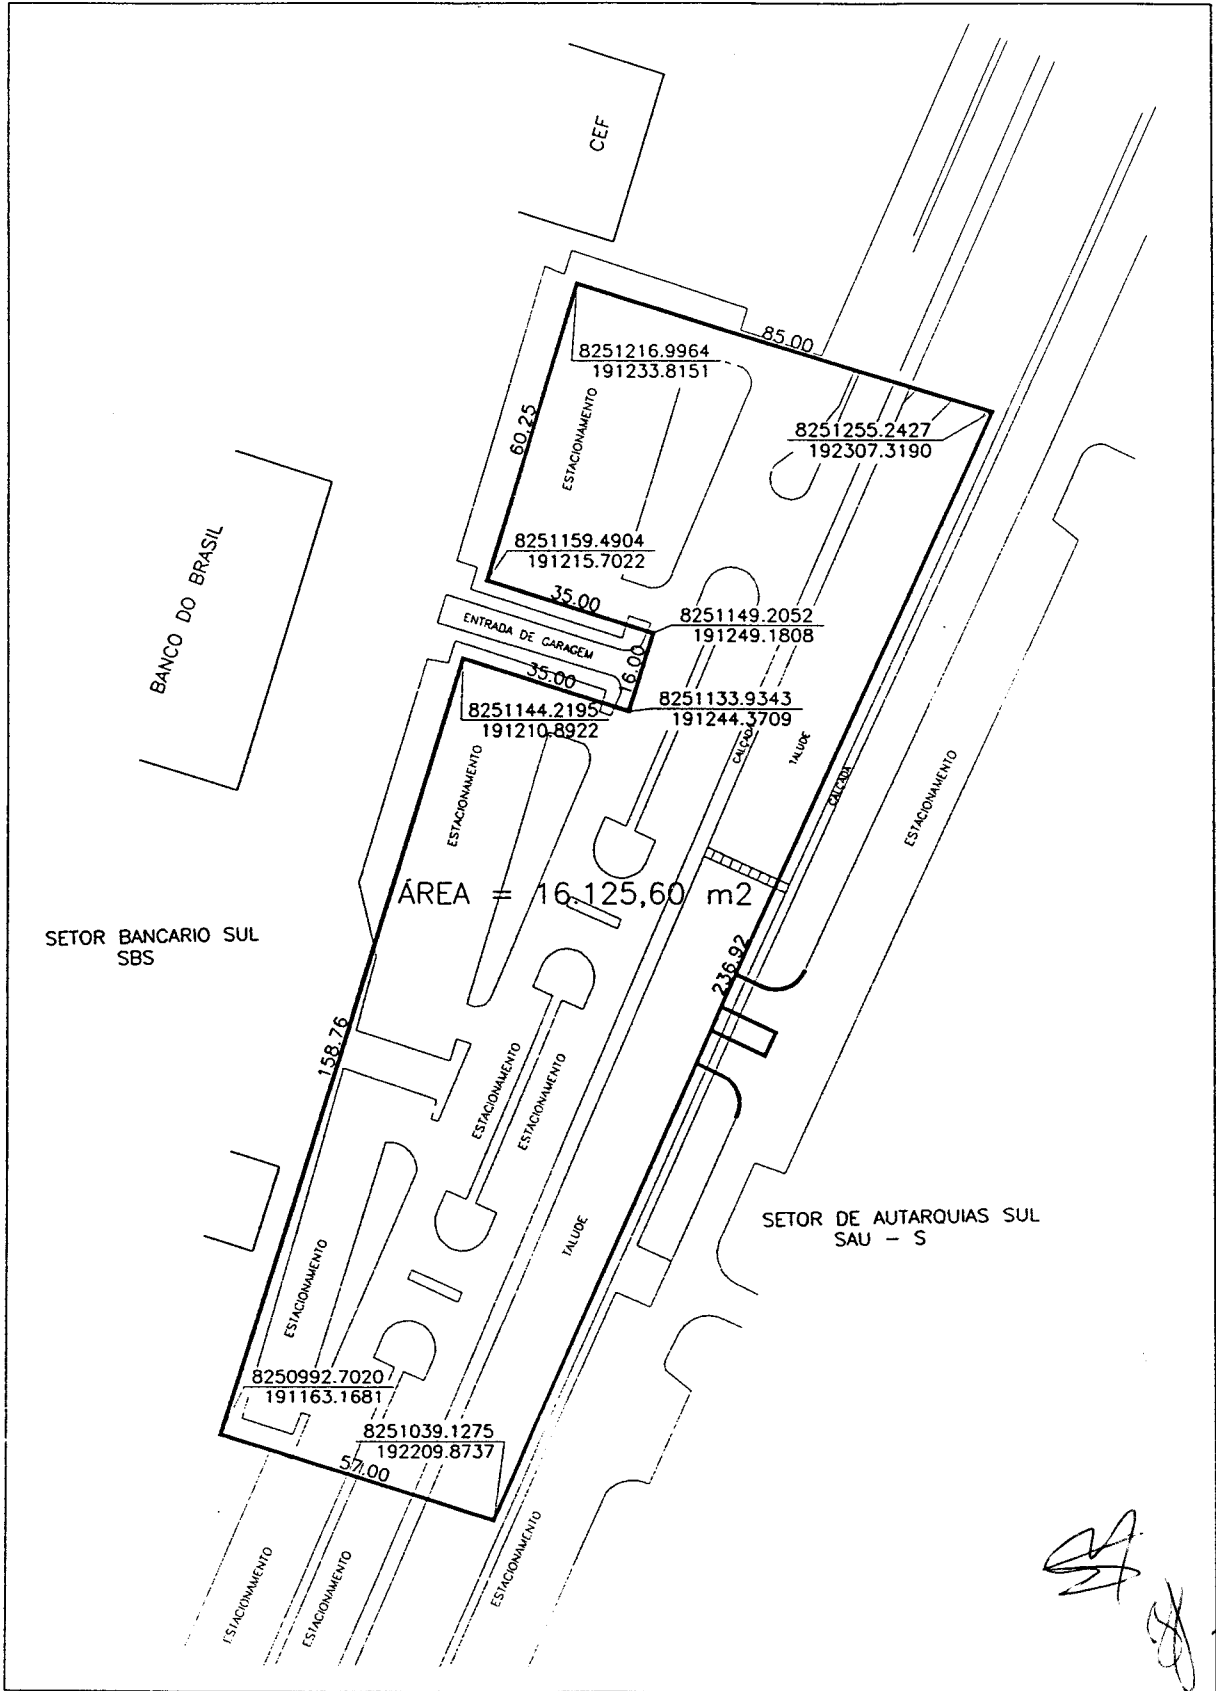 CEF
85.00
8251216.9964
191233.8151
60,25
ESTACIONAMENTO
8251255.2427
192307.3190
BANCO DO BRASIL
8251159.4904
191215.7022
35.00
ENTRADA DE GARAGEM
8251149.2052
191249.1808
16.00
35.00
8251144.2195
191210.8922
8251133.9343
191244.3709
CALÇADA
TALUDE
ESTACIONAMENTO
CALÇADA
ESTACIONAMENTO
ÁREA = 16.125,60 m2
SETOR BANCARIO SUL
SBS
236.92
158.76
ESTACIONAMENTO
ESTACIONAMENTO
SETOR DE AUTARQUIAS SUL
SAU - S
TALUDE
ESTACIONAMENTO
8250992.7020
191163.1681
8251039.1275
192209.8737
57.00
ESTACIONAMENTO
ESTACIONAMENTO
ESTACIONAMENTO